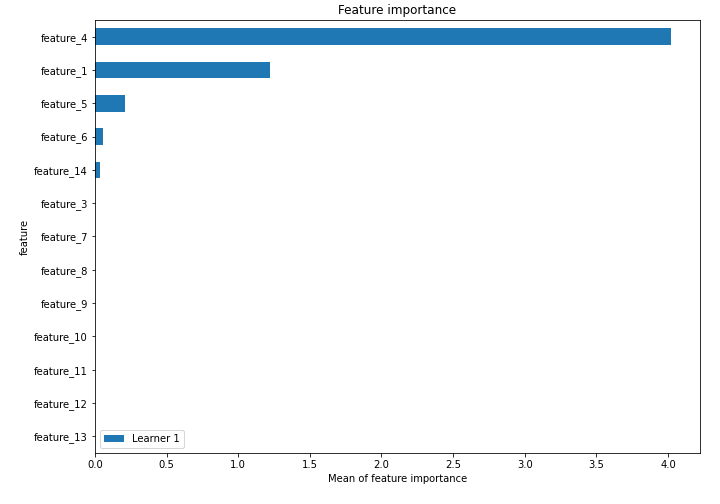 Feature importance
feature_4
feature_1
feature_5
feature_6
feature_14
feature_3
feature_7
feature_8
feature_9
feature_10
feature_11
feature_12
feature_13
feature
Learner 1
0.0 0.5 1.0 1.5 2.0 2.5 3.0 3.5 4.0
Mean of feature importance